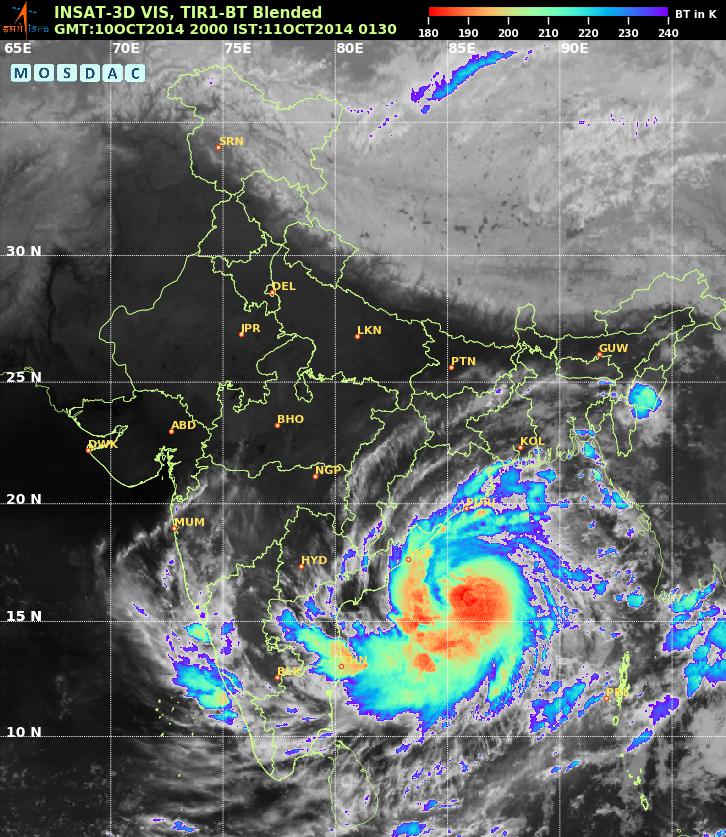 INSAT-3D VIS, TIR1-BT Blended
GMT:10OCT2014 2000 IST:11OCT2014 0130
BT in K
180 190 200 210 220 230 240
65E 70E 75E 80E 85E 90E
MOSDAC
SRN
30 N
DEL
JPR LKN
GUW
PTN
25 N
ABD BHO
DWK KOL
NGP
20 N
PURI
MUM
HYD
15 N
10 N